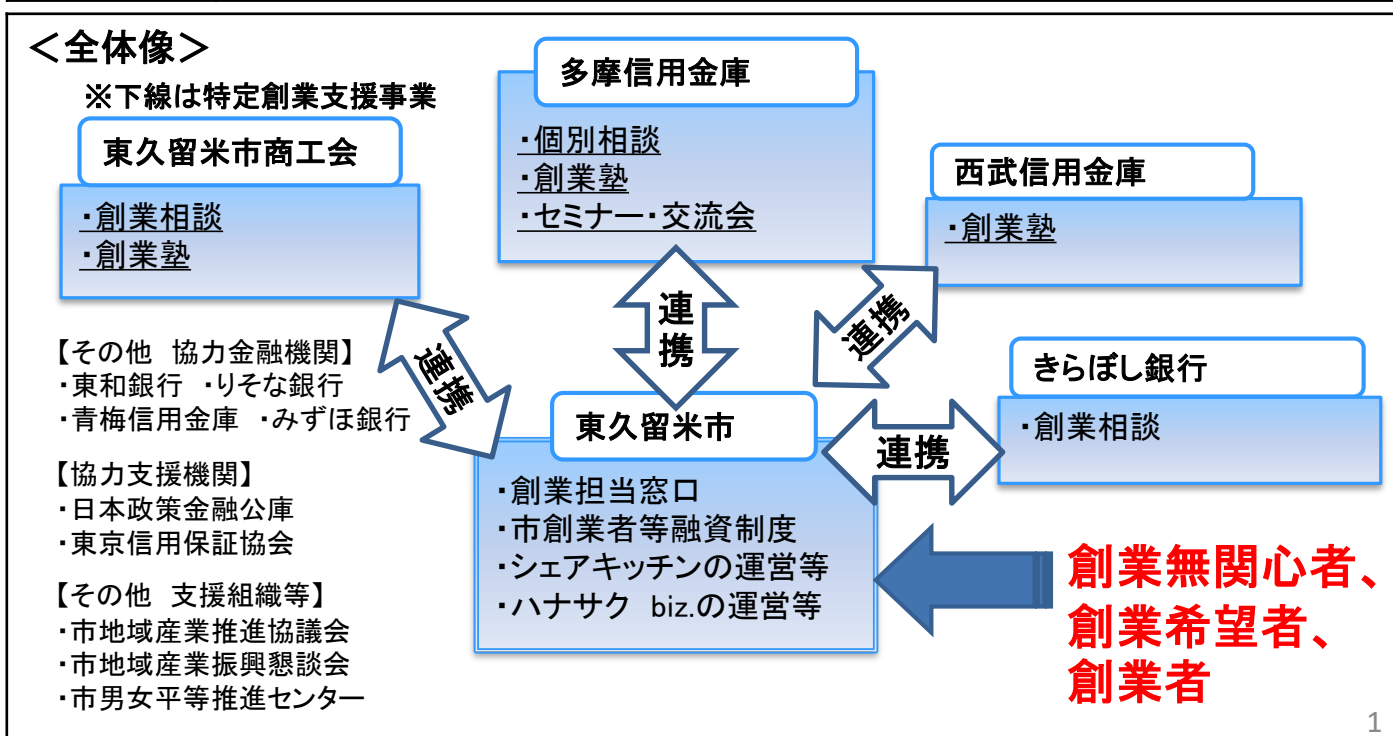 ＜全体像＞
※下線は特定創業支援事業
東久留米市商工会
・創業相談
・創業塾
多摩信用金庫
・個別相談
・創業塾
・セミナー・交流会
西武信用金庫
・創業塾
連携
連携
連携
連携
きらぼし銀行
・創業相談
【その他 協力金融機関】
・東和銀行 ・りそな銀行
・青梅信用金庫 ・みずほ銀行
【協力支援機関】
・日本政策金融公庫
・東京信用保証協会
【その他 支援組織等】
・市地域産業推進協議会
・市地域産業振興懇談会
・市男女平等推進センター
東久留米市
・創業担当窓口
・市創業者等融資制度
・シェアキッチンの運営等
・ハナサク biz.の運営等
創業無関心者、
創業希望者、
創業者
1